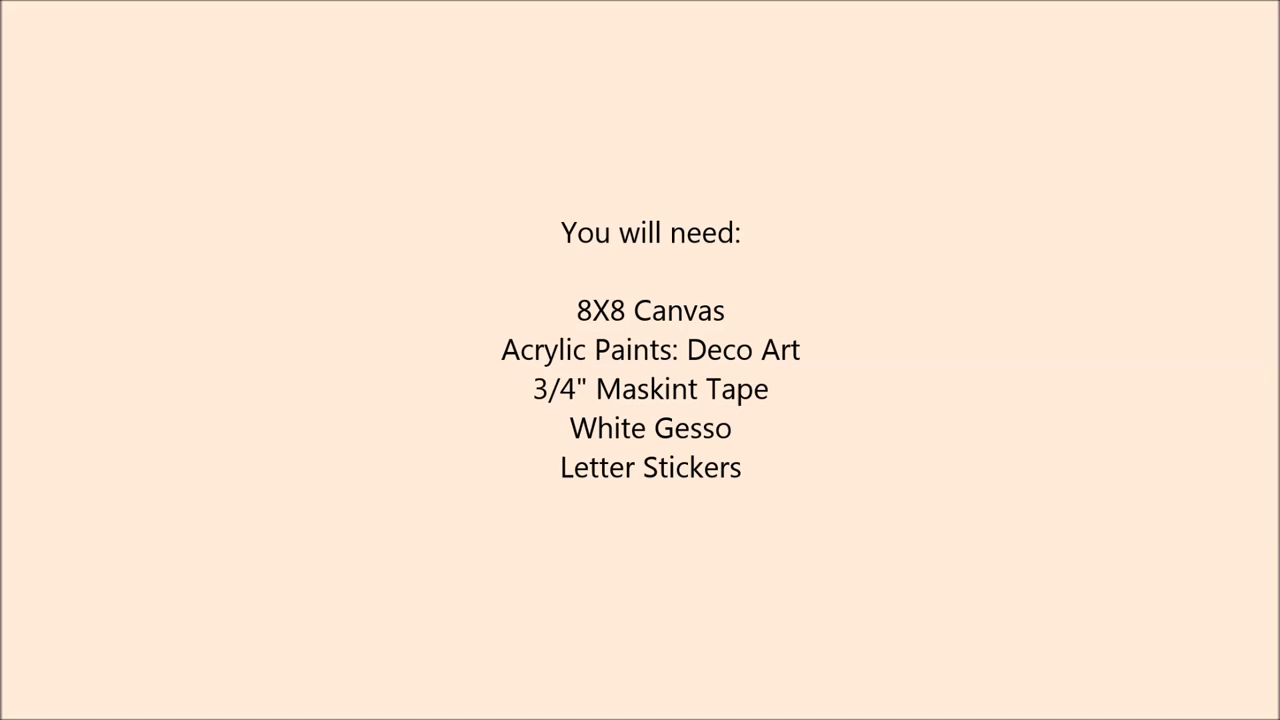 You will need:
8X8 Canvas
Acrylic Paints: Deco Art
3/4" Maskint Tape
White Gesso
Letter Stickers